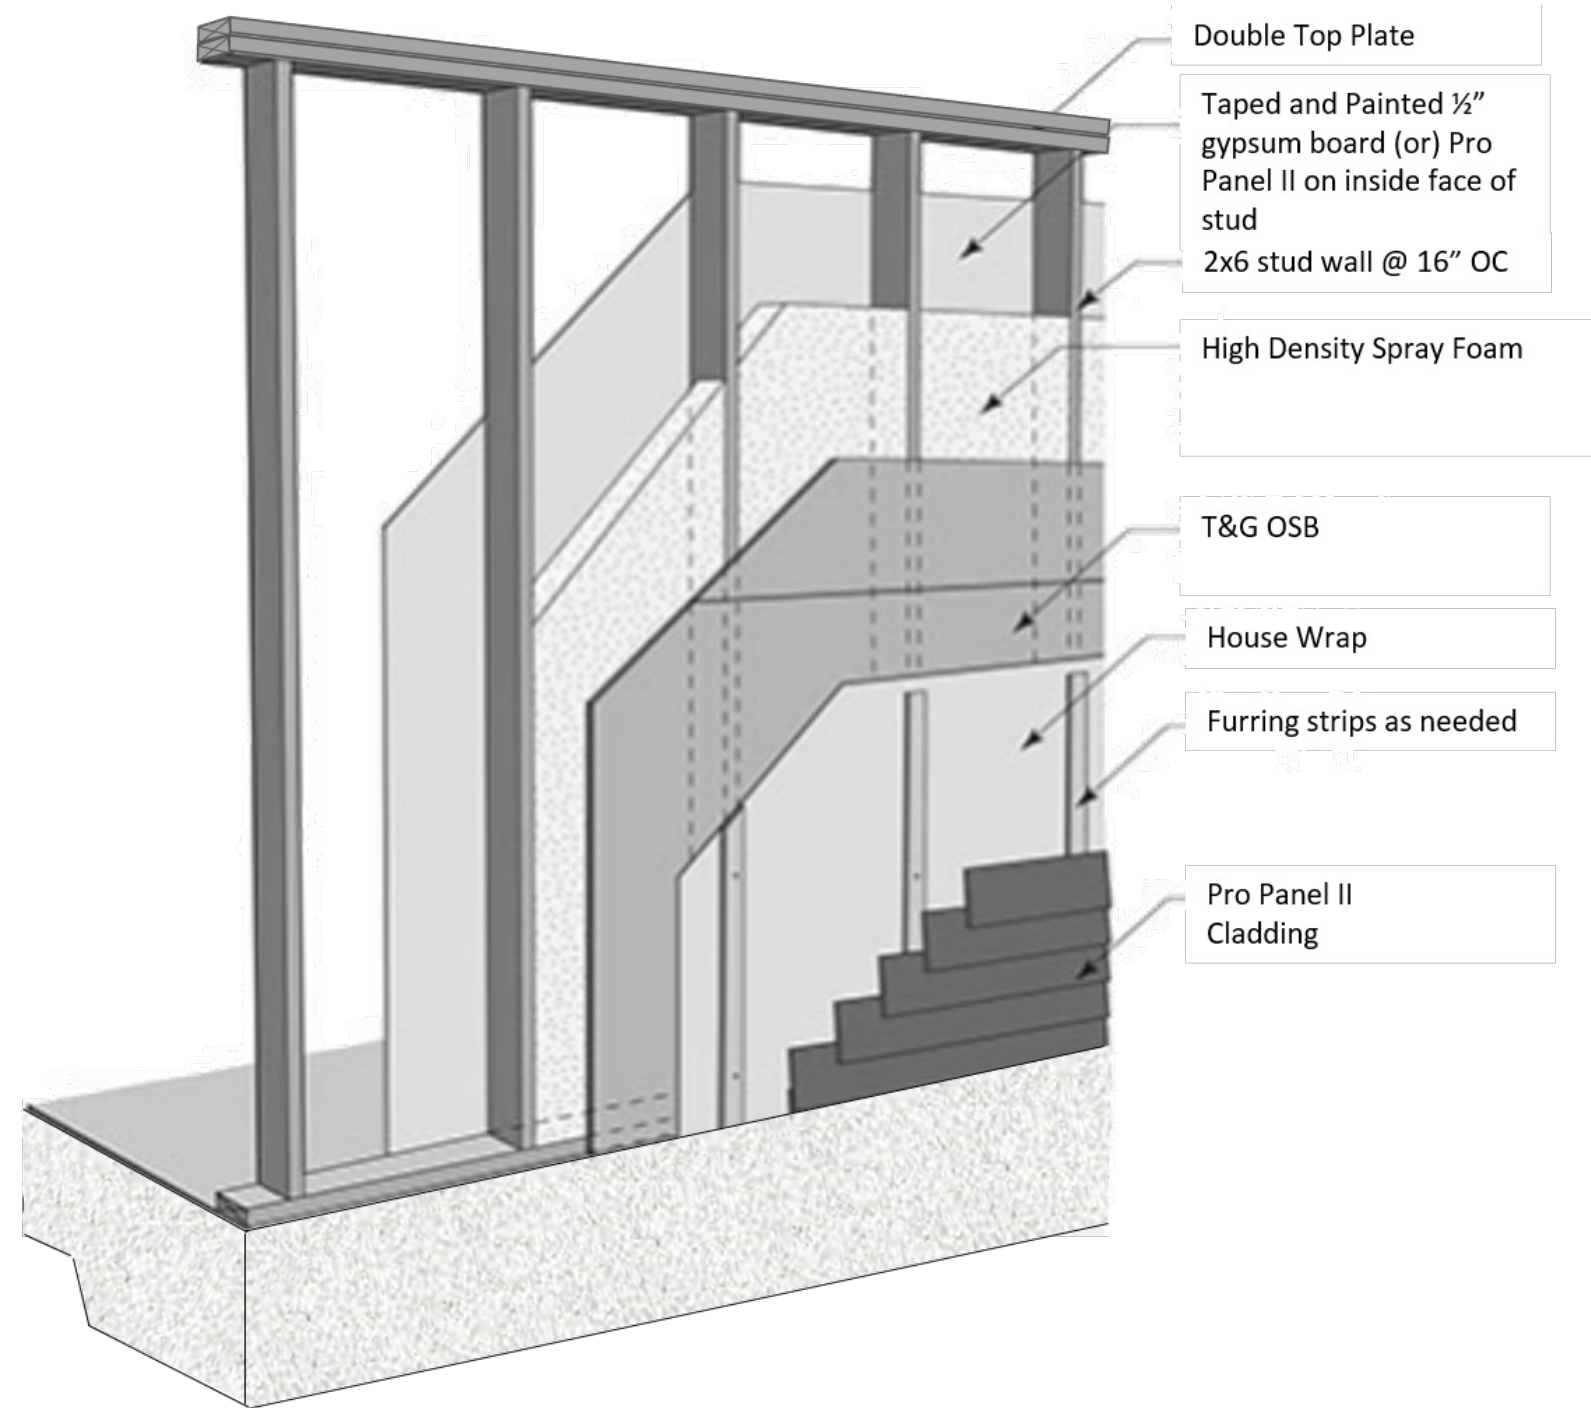 Double Top Plate
Taped and Painted ½”
gypsum board (or) Pro
Panel II on inside face of
stud
2x6 stud wall @ 16” OC
High Density Spray Foam
T&G OSB
House Wrap
Furring strips as needed
Pro Panel II
Cladding